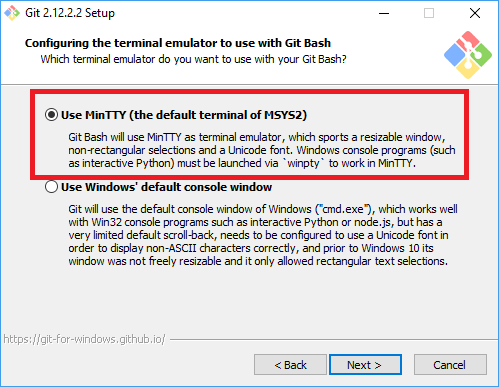 Git 2.12.2.2 Setup
Configuring the terminal emulator to use with Git Bash
Which terminal emulator do you want to use with your Git Bash?
Use MinTTY (the default terminal of MSYS2)
Git Bash will use MinTTY as terminal emulator, which sports a resizable window,
non-rectangular selections and a Unicode font. Windows console programs (such
as interactive Python) must be launched via `winpty` to work in MinTTY.
Use Windows' default console window
Git will use the default console window of Windows ("cmd.exe"), which works well
with Win32 console programs such as interactive Python or node.js, but has a
very limited default scroll-back, needs to be configured to use a Unicode font in
order to display non-ASCII characters correctly, and prior to Windows 10 its
window was not freely resizable and it only allowed rectangular text selections.
https://git-for-windows.github.io/
< Back
Next >
Cancel